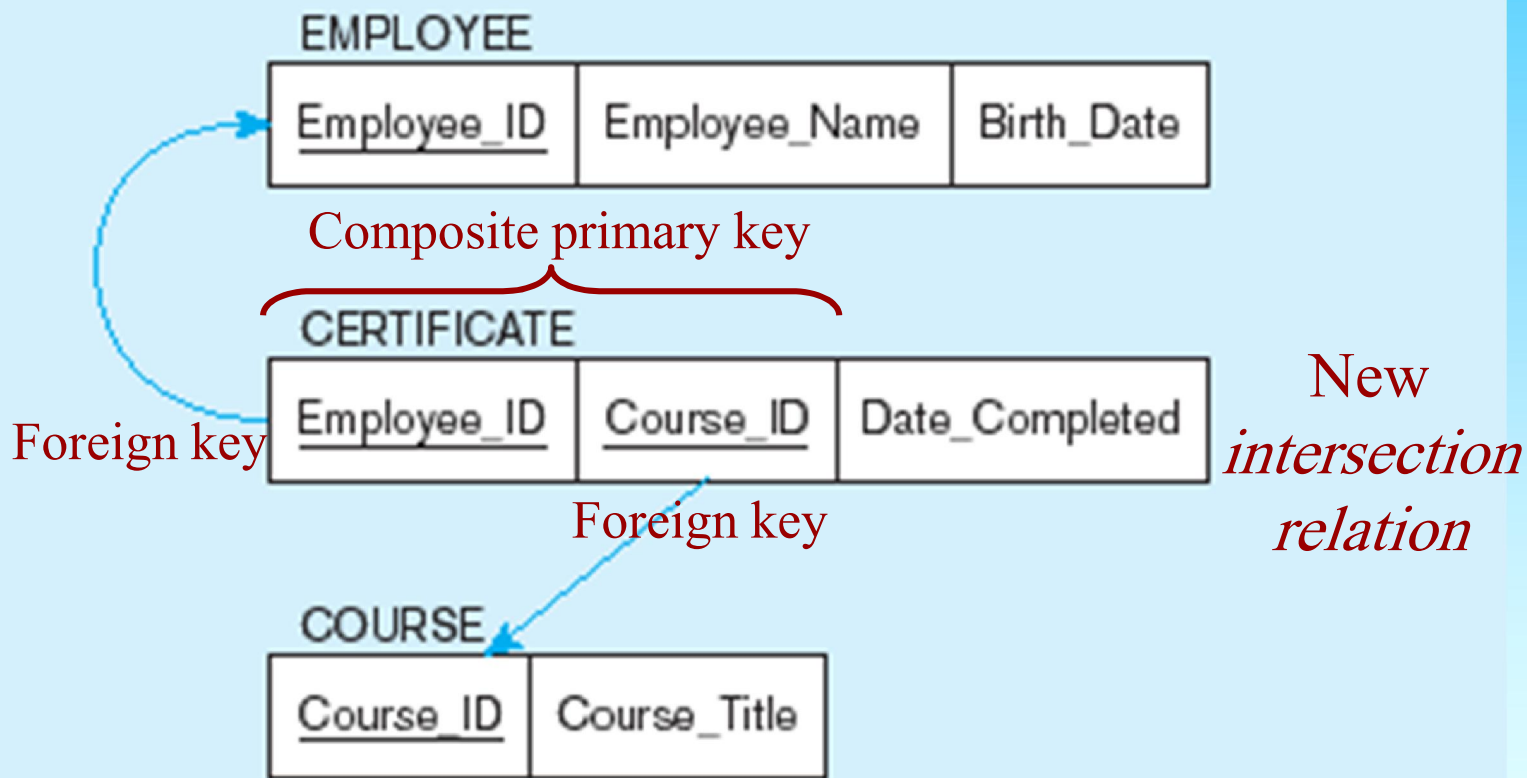 EMPLOYEE
Employee_ID Employee_Name Birth_Date
Composite primary key
CERTIFICATE
Employee_ID Course_ID Date_Completed
Foreign key
Foreign key
New
intersection
relation
COURSE
Course_ID Course_Title